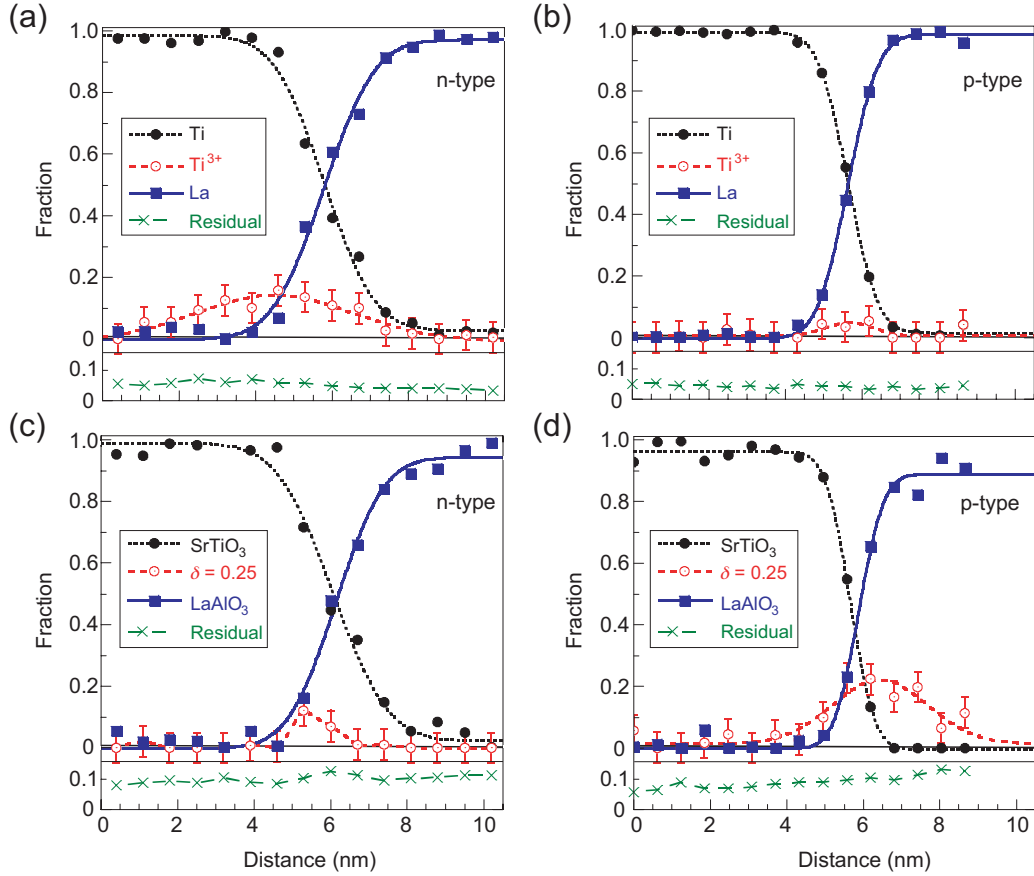 (a)
1.0
0.8
0.6
0.4
0.2
0
0.1
0
Fraction
n-type
Ti
Ti3+
La
Residual
(b)
1.0
0.8
0.6
0.4
0.2
0
0.1
0
Fraction
p-type
Ti
Ti3+
La
Residual
(c)
1.0
0.8
0.6
0.4
0.2
0
0.1
0
Fraction
n-type
SrTiO3
δ = 0.25
LaAlO3
Residual
0 2 4 6 8 10
Distance (nm)
(d)
1.0
0.8
0.6
0.4
0.2
0
0.1
0
Fraction
p-type
SrTiO3
δ = 0.25
LaAlO3
Residual
0 2 4 6 8 10
Distance (nm)